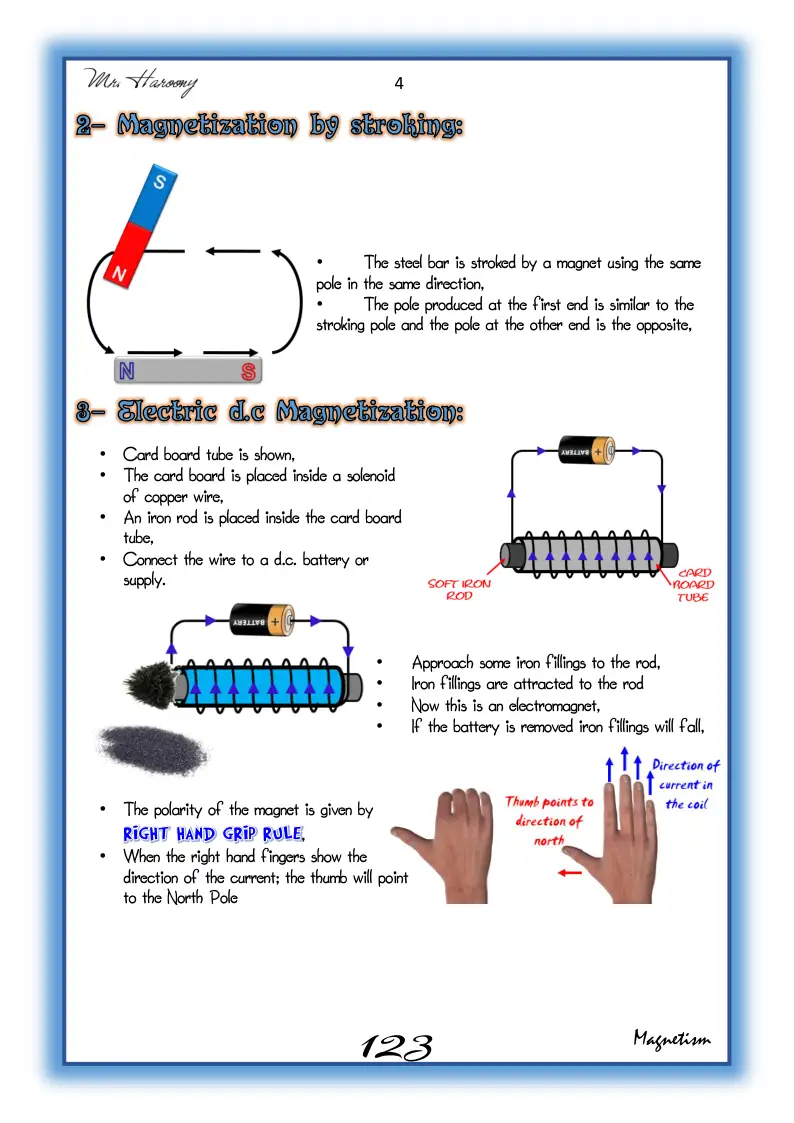 Mr. Haroony
4
2- Magnetization by stroking:
S
N
• The steel bar is stroked by a magnet using the same
pole in the same direction,
• The pole produced at the first end is similar to the
stroking pole and the pole at the other end is the opposite,
N S
3- Electric d.c Magnetization:
• Card board tube is shown,
• The card board is placed inside a solenoid
of copper wire,
• An iron rod is placed inside the card board
tube,
• Connect the wire to a d.c. battery or
supply.
BATTERY +
SOFT IRON
ROD
CARD
BOARD
TUBE
BATTERY +
• Approach some iron fillings to the rod,
• Iron fillings are attracted to the rod
• Now this is an electromagnet,
• If the battery is removed iron fillings will fall,
• The polarity of the magnet is given by
RIGHT HAND GRIP RULE,
• When the right hand fingers show the
direction of the current; the thumb will point
to the North Pole
Thumb points to
direction of
north
Direction of
current in
the coil
123
Magnetism